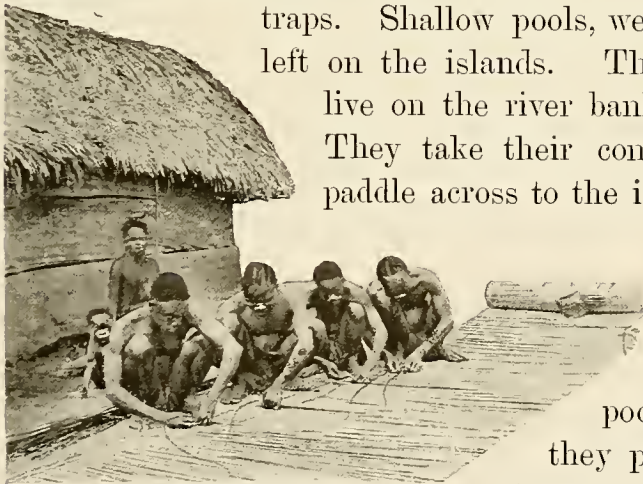 traps. Shallow pools, we
left on the islands. Th
live on the river ban
They take their con
paddle across to the i
poo
they p